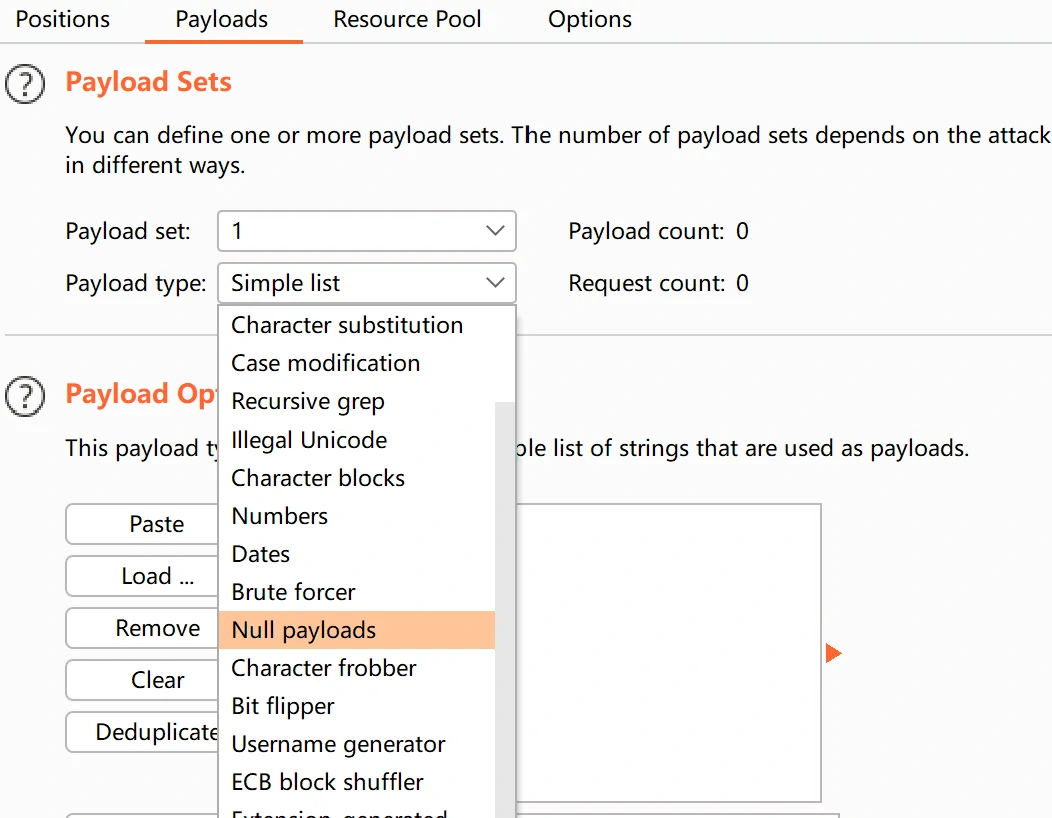 Positions Payloads Resource Pool Options
? Payload Sets
You can define one or more payload sets. The number of payload sets depends on the attack
in different ways.
Payload set: 1 Payload count: 0
Payload type: Simple list Request count: 0
Character substitution
Case modification
? Payload Opt
Recursive grep
Illegal Unicode
This payload ty ple list of strings that are used as payloads.
Character blocks
Paste Numbers
Dates
Load ... Brute forcer
Remove Null payloads
Character frobber
Clear Bit flipper
Deduplicate Username generator
ECB block shuffler
Extension-generated